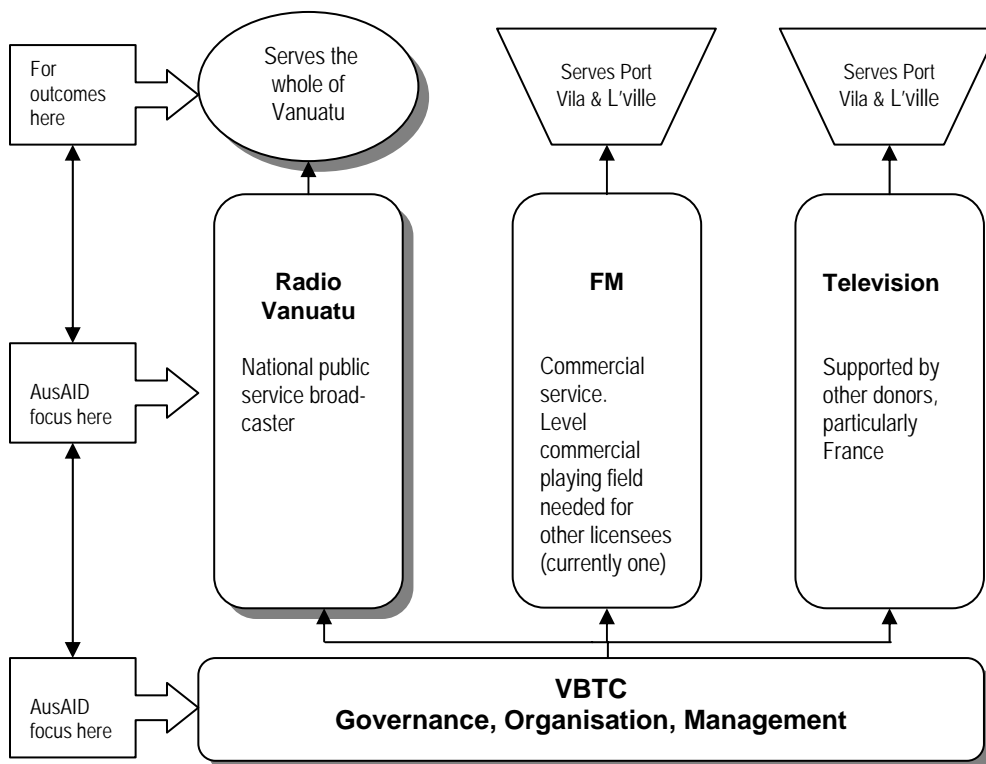 For
outcomes
here
Serves the
whole of
Vanuatu
Serves Port
Vila & L'ville
Serves Port
Vila & L'ville
AusAID
focus here
Radio
Vanuatu
National public
service broad-
caster
FM
Commercial
service.
Level
commercial
playing field
needed for
other licensees
(currently one)
Television
Supported by
other donors,
particularly
France
AusAID
focus here
VBTC
Governance, Organisation, Management